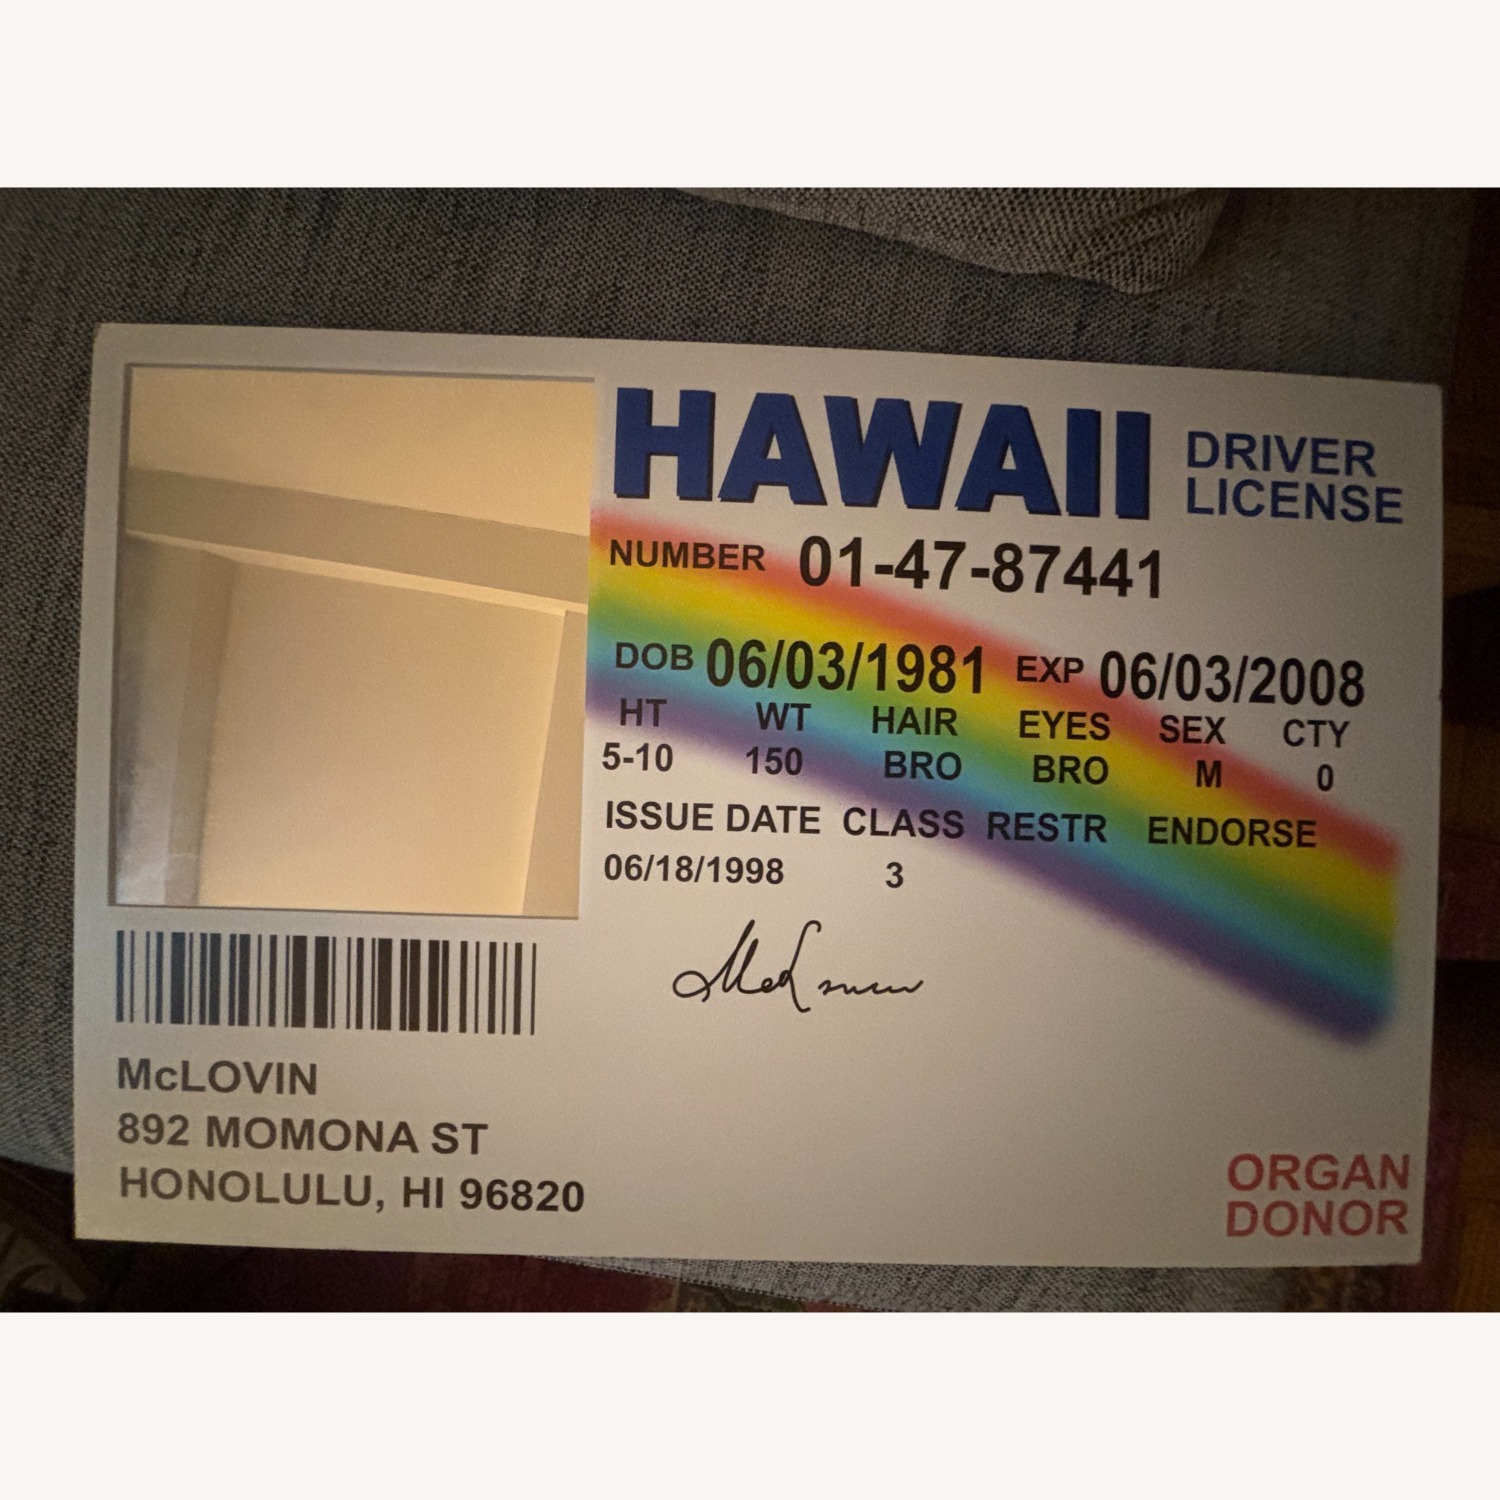 HAWAII DRIVER LICENSE
NUMBER 01-47-87441
DOB 06/03/1981 EXP 06/03/2008
HT WT HAIR EYES SEX CTY
5-10 150 BRO BRO M 0
ISSUE DATE CLASS RESTR ENDORSE
06/18/1998 3
McLOVIN
892 MOMONA ST
HONOLULU, HI 96820
ORGAN
DONOR